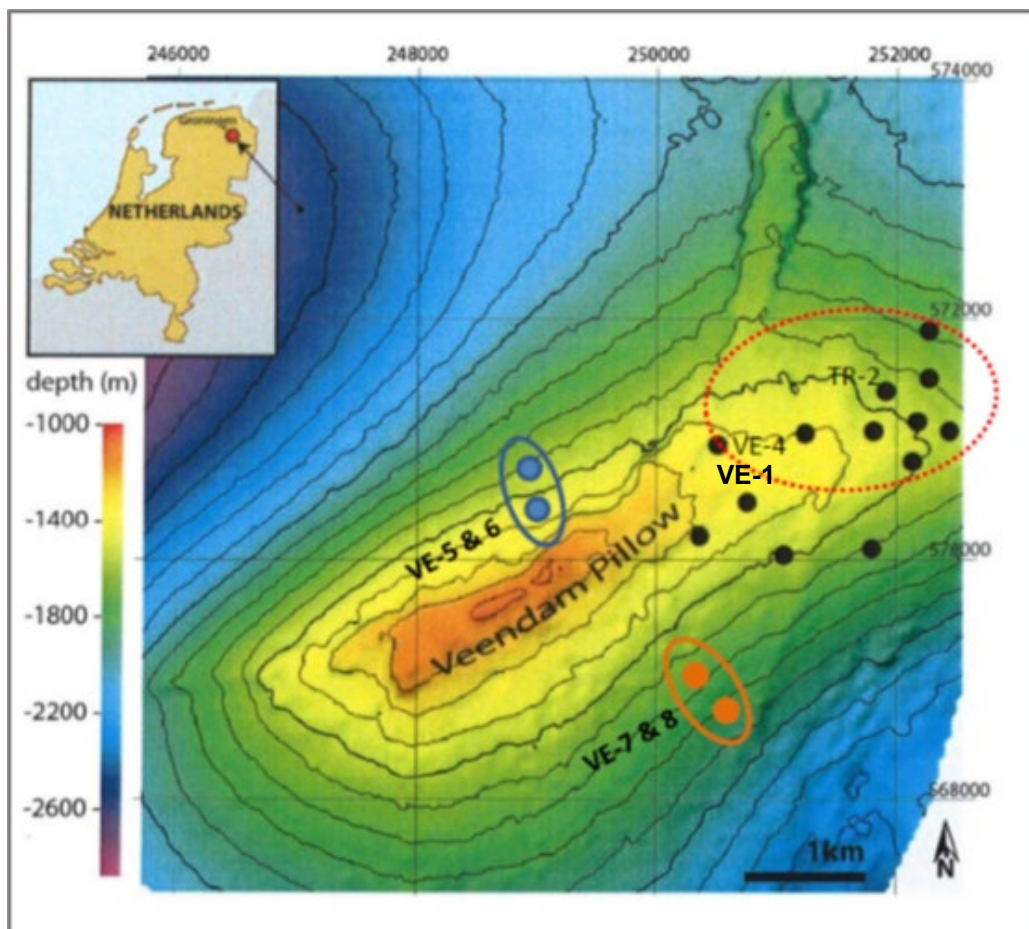 246000 248000 250000 252000
574000
Groningen
NETHERLANDS
572000
depth (m)
-1000
-1400
-1800
-2200
-2600
TR-2
VE-4
VE-1
VE-5 & 6
570000
Veendam Pillow
VE-7 & 8
568000
1km
N